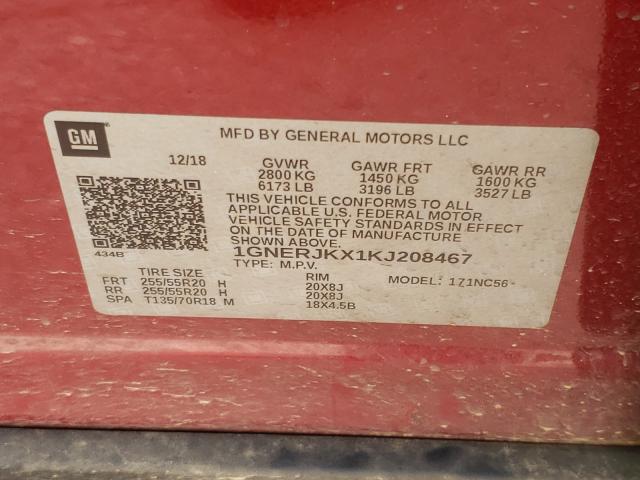 GM
MFD BY GENERAL MOTORS LLC
12/18 GVWR GAWR FRT GAWR RR
2800 KG 1450 KG 1600 KG
6173 LB 3196 LB 3527 LB
THIS VEHICLE CONFORMS TO ALL
APPLICABLE U.S. FEDERAL MOTOR
VEHICLE SAFETY STANDARDS IN EFFECT
ON THE DATE OF MANUFACTURE
SHOWN ABOVE.
434B 1GNERJKX1KJ208467
TYPE: M.P.V. MODEL: 171NC56
TIRE SIZE RIM
FRT 255/55R20 H 20X8J
RR 255/55R20 H 20X8J
SPA T135/70R18 M 18X4.5B